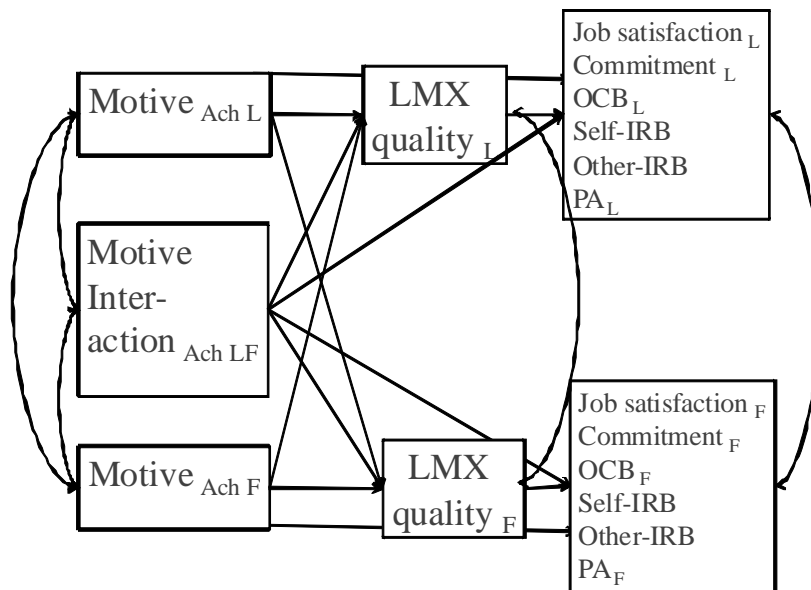 Motive Ach L
LMX
quality L
Job satisfaction L
Commitment L
OCB L
Self-IRB
Other-IRB
PA L
Motive
Inter-
action Ach LF
Motive Ach F
LMX
quality F
Job satisfaction F
Commitment F
OCB F
Self-IRB
Other-IRB
PA F